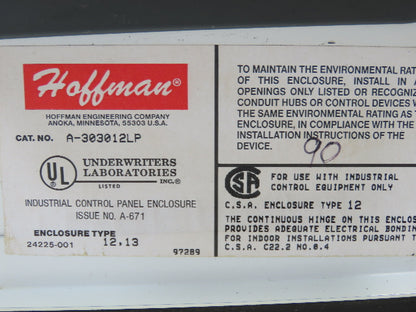 Hoffman®
HOFFMAN ENGINEERING COMPANY
ANOKA, MINNESOTA, 55303 U.S.A.
CAT. NO. A-303012LP
UL
UNDERWRITERS
LABORATORIES
INC.®
LISTED
INDUSTRIAL CONTROL PANEL ENCLOSURE
ISSUE NO. A-671
ENCLOSURE TYPE 12,13
24225-001
97289
TO MAINTAIN THE ENVIRONMENTAL RAT
OF THIS ENCLOSURE, INSTALL IN A
OPENINGS ONLY LISTED OR RECOGNIZ
CONDUIT HUBS OR CONTROL DEVICES
THE SAME ENVIRONMENTAL RATING AS
ENCLOSURE, IN COMPLIANCE WITH THE
INSTALLATION INSTRUCTIONS OF THE
DEVICE.
90
SA
FOR USE WITH INDUSTRIAL
CONTROL EQUIPMENT ONLY
C.S.A. ENCLOSURE TYPE 12
THE CONTINUOUS HINGE ON THIS ENCLOS
PROVIDES ADEQUATE ELECTRICAL BONDIN
FOR INDOOR INSTALLATIONS PURSUANT T
C.S.A. C22.2 NO.0.4